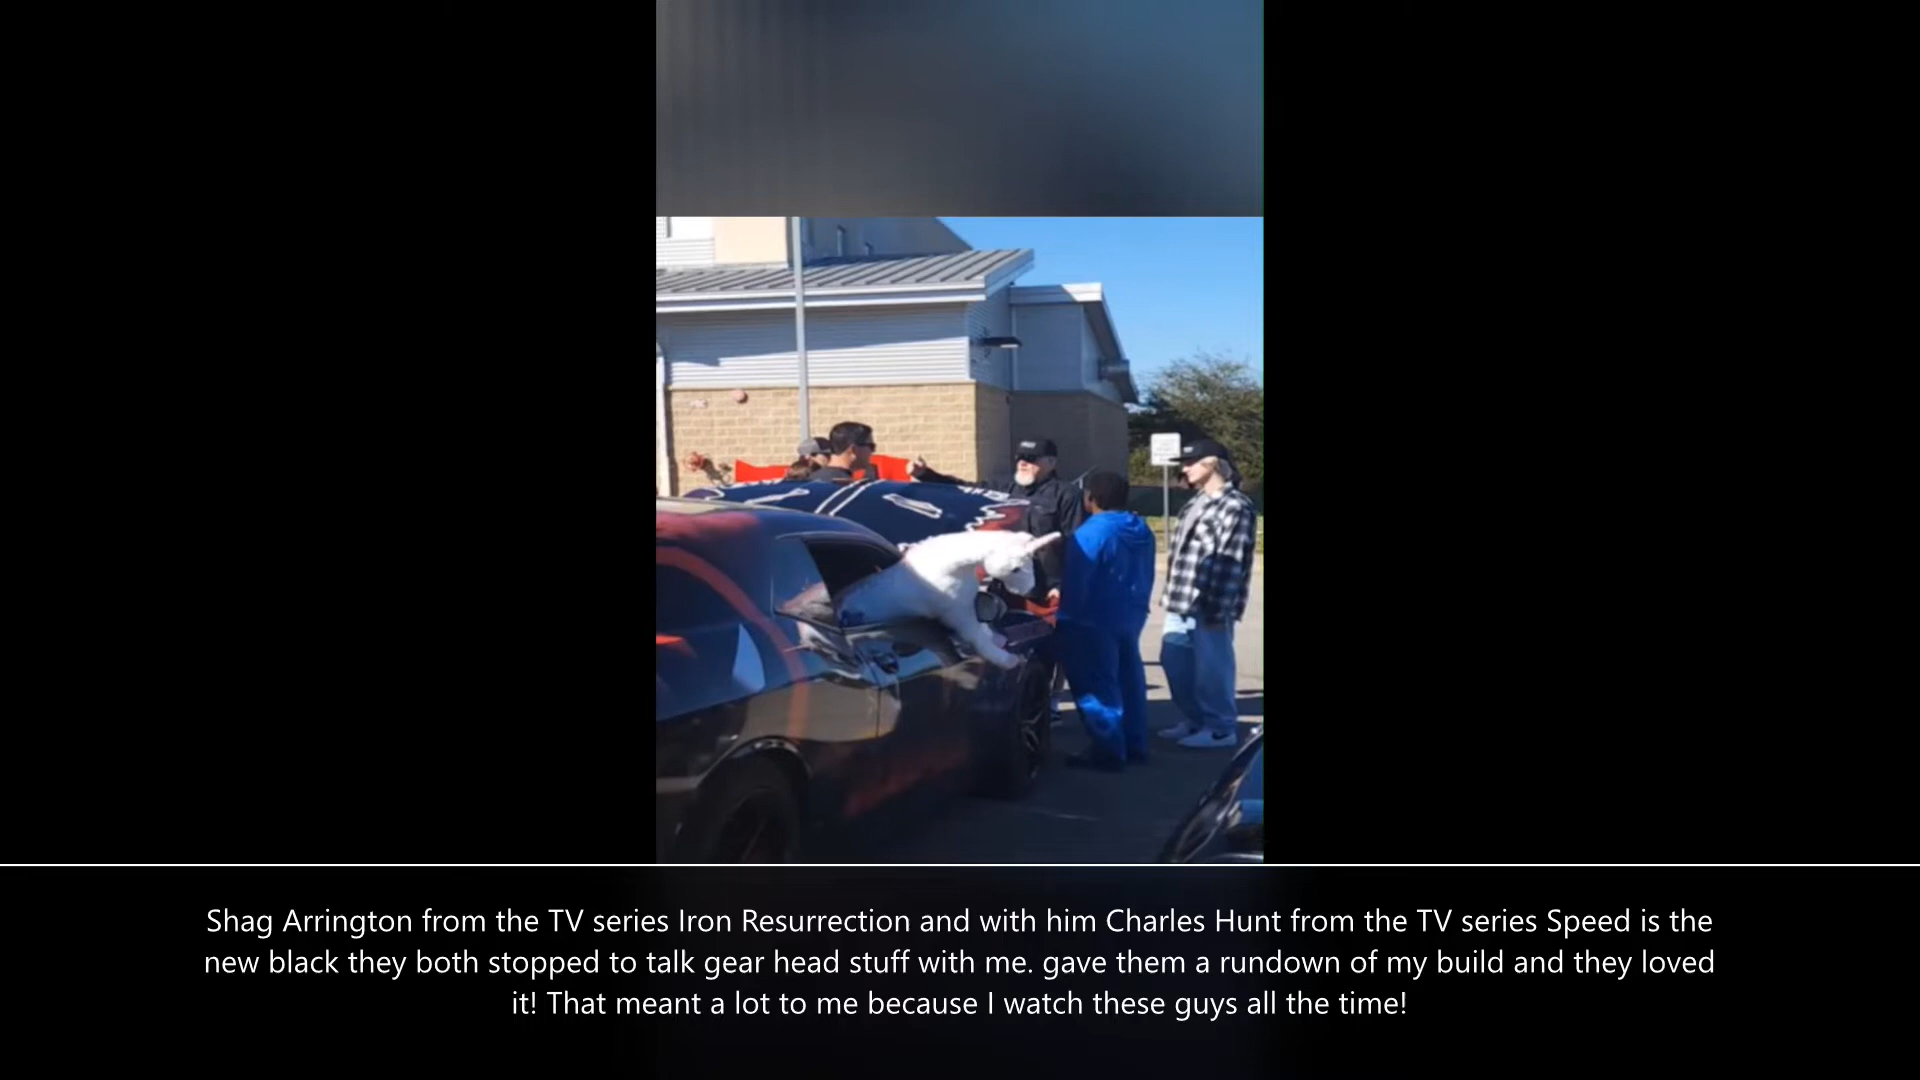 Shag Arrington from the TV series Iron Resurrection and with him Charles Hunt from the TV series Speed is the
new black they both stopped to talk gear head stuff with me. gave them a rundown of my build and they loved
it! That meant a lot to me because I watch these guys all the time!